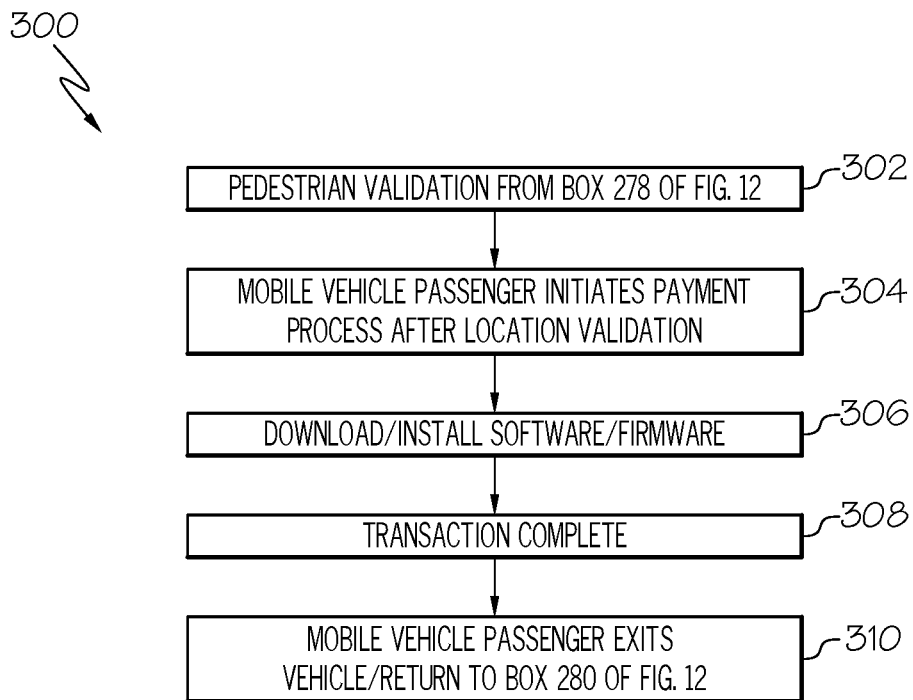 300
PEDESTRIAN VALIDATION FROM BOX 278 OF FIG. 12
302
MOBILE VEHICLE PASSENGER INITIATES PAYMENT
PROCESS AFTER LOCATION VALIDATION
304
DOWNLOAD/INSTALL SOFTWARE/FIRMWARE
306
TRANSACTION COMPLETE
308
MOBILE VEHICLE PASSENGER EXITS
VEHICLE/RETURN TO BOX 280 OF FIG. 12
310